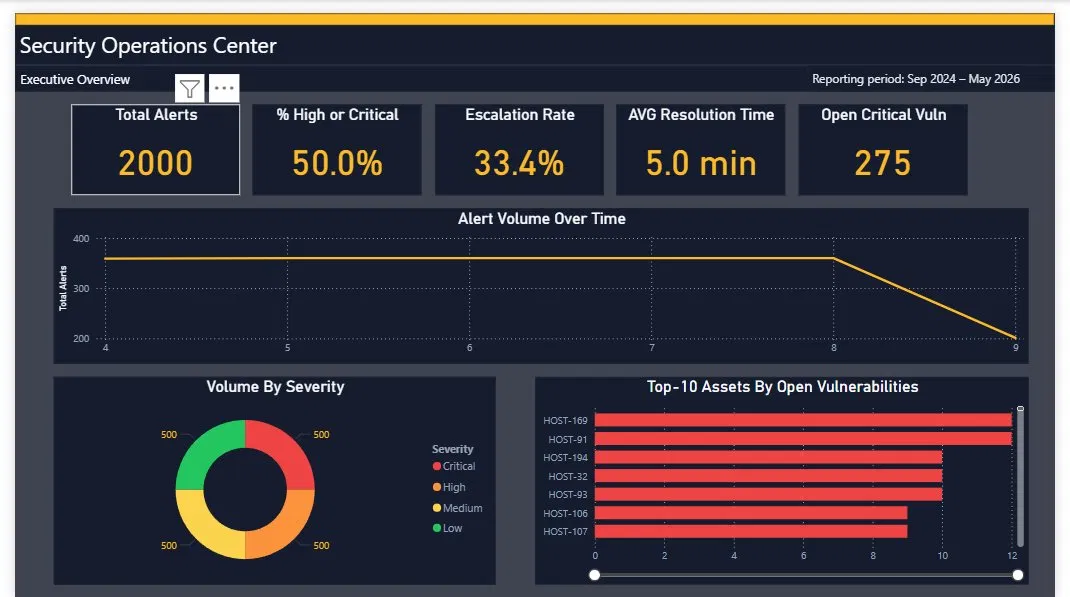 Security Operations Center
Executive Overview
Reporting period: Sep 2024 – May 2026
Total Alerts
2000
% High or Critical
50.0%
Escalation Rate
33.4%
AVG Resolution Time
5.0 min
Open Critical Vuln
275
Alert Volume Over Time
Total Alerts
400
300
200
4 5 6 7 8 9
Volume By Severity
500 500
500 500
Severity
Critical
High
Medium
Low
Top-10 Assets By Open Vulnerabilities
HOST-169
HOST-91
HOST-194
HOST-32
HOST-93
HOST-106
HOST-107
0 2 4 6 8 10 12